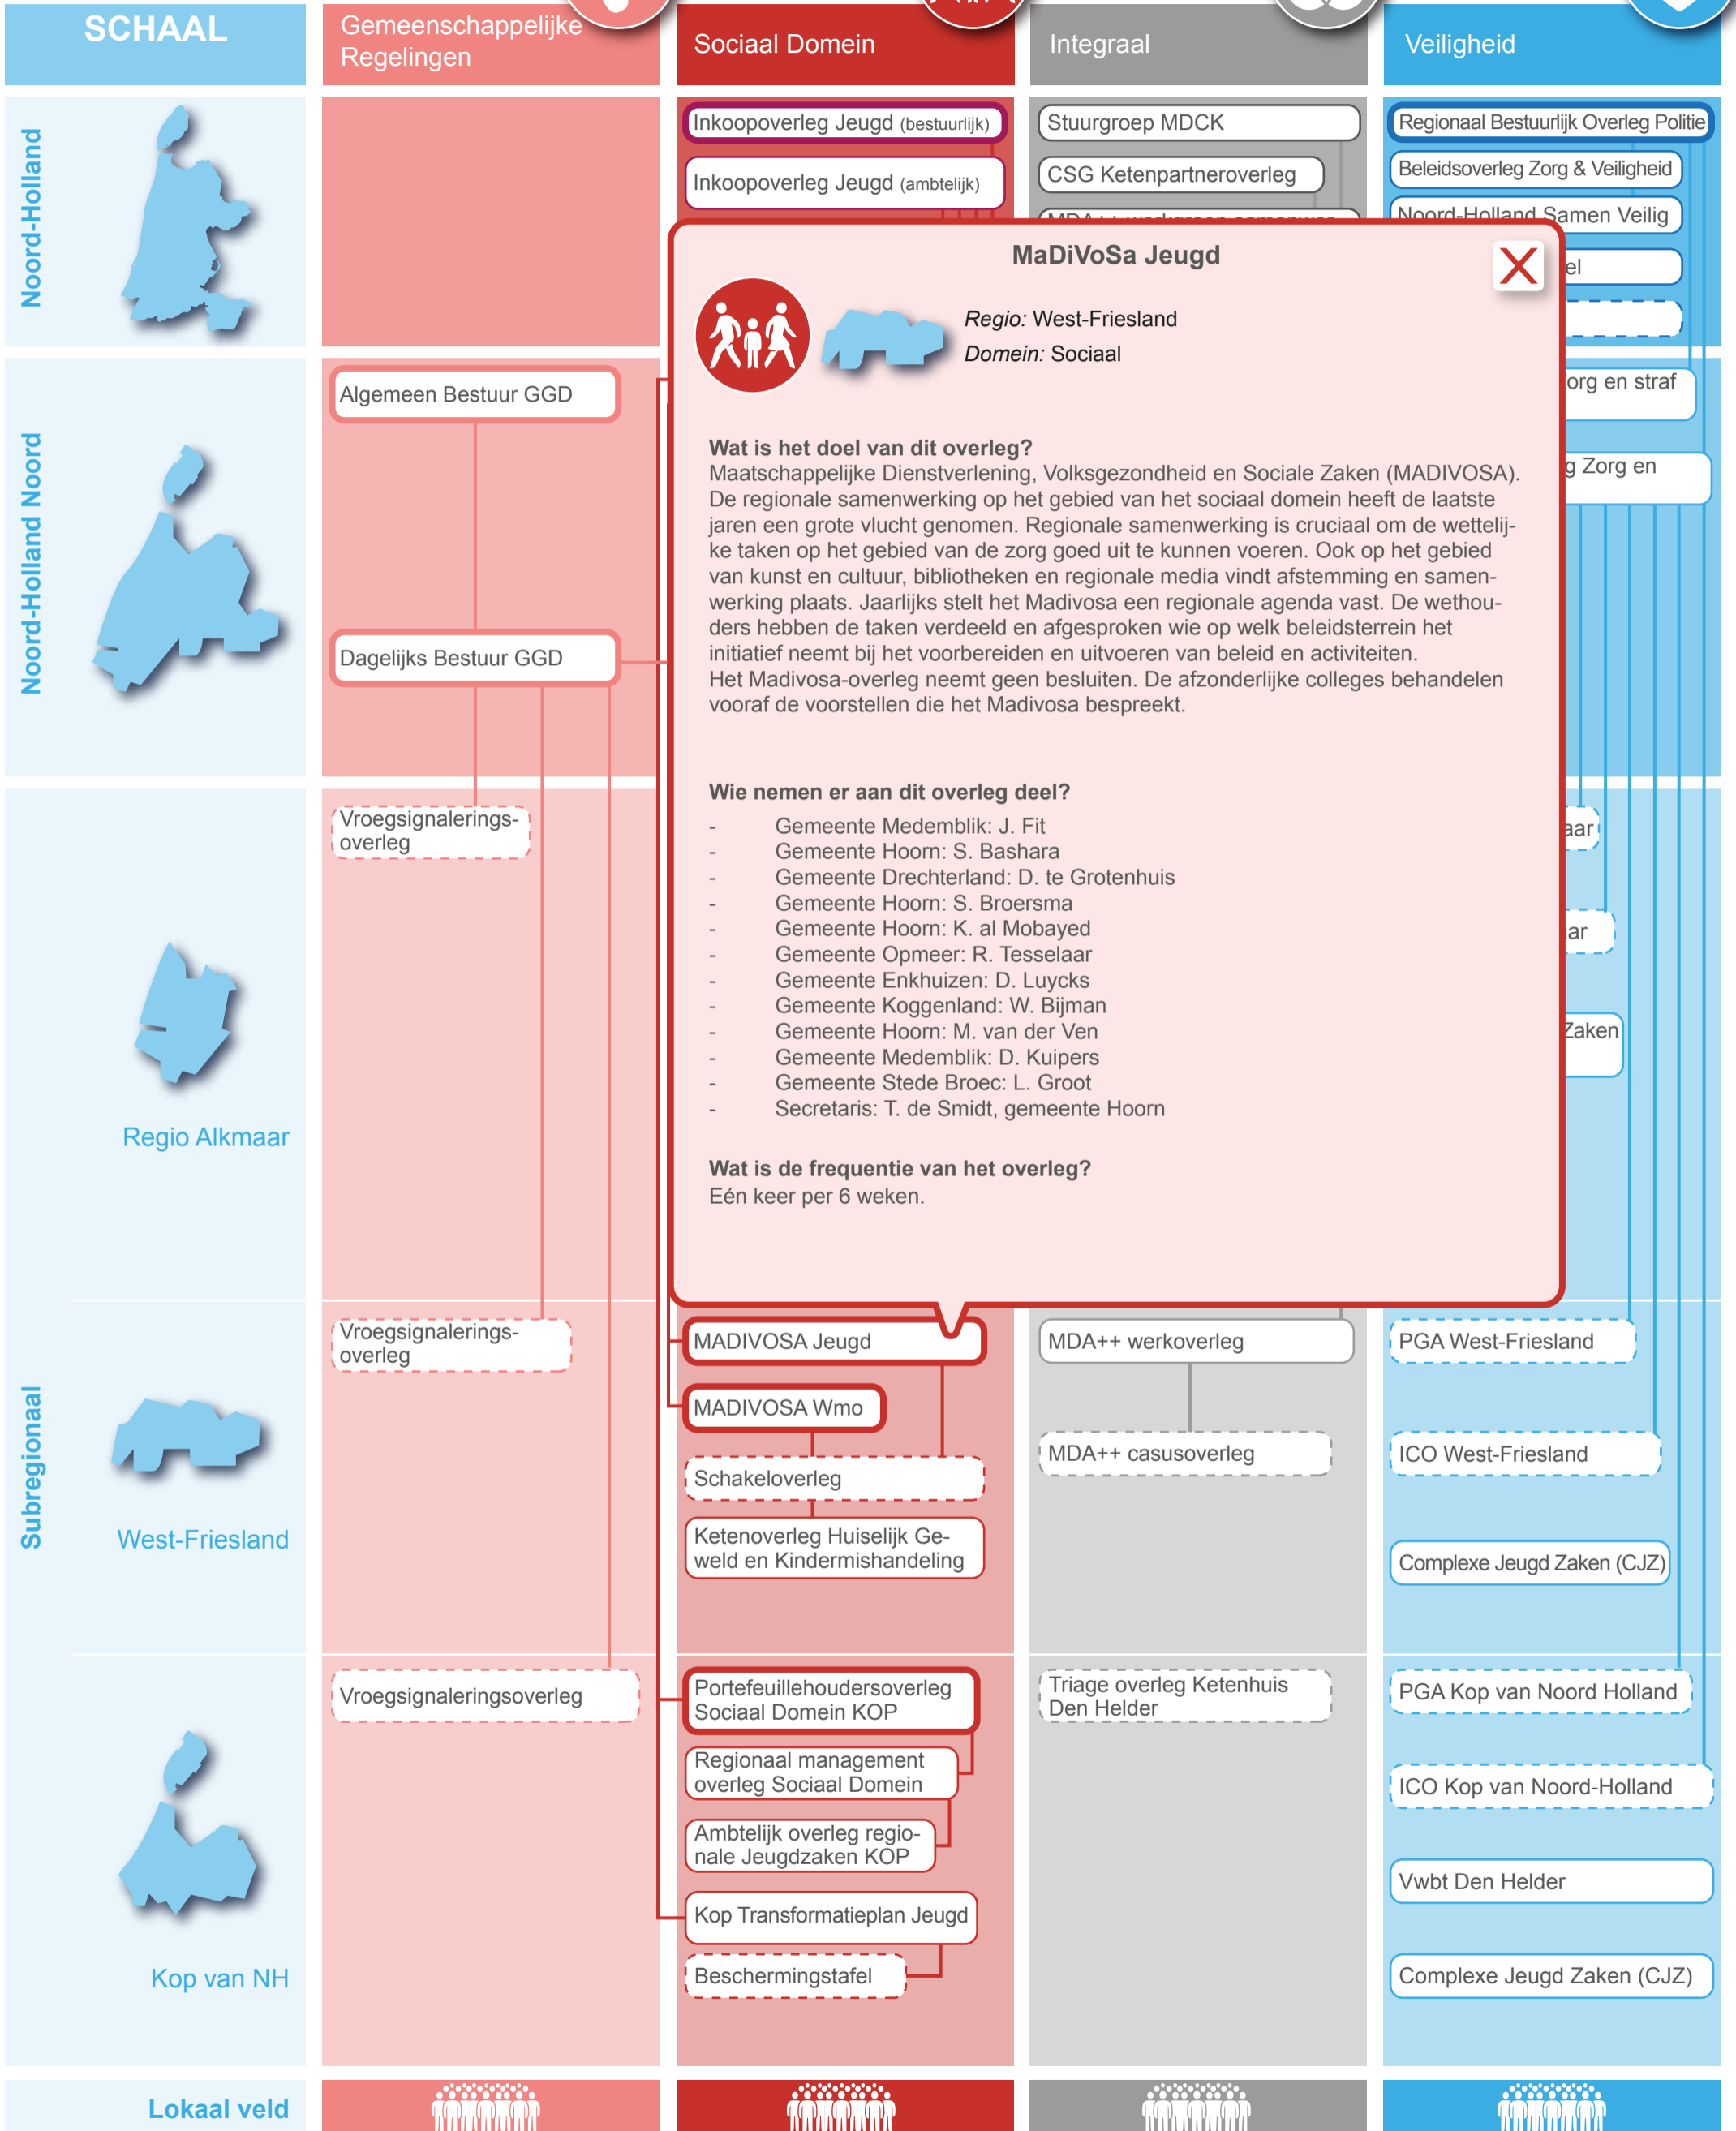 SCHAAL
Gemeenschappelijke
Regelingen
Sociaal Domein
Integraal
Veiligheid
Noord-Holland
Inkoopoverleg Jeugd (bestuurlijk)
Inkoopoverleg Jeugd (ambtelijk)
Stuurgroep MDCK
CSG Ketenpartneroverleg
MDA++ werkgroep samenwer
Regionaal Bestuurlijk Overleg Politie
Beleidsoverleg Zorg & Veiligheid
Noord-Holland Samen Veilig
el
Noord-Holland Noord
Algemeen Bestuur GGD
Dagelijks Bestuur GGD
org en straf
g Zorg en
MaDiVoSa Jeugd
X
Regio: West-Friesland
Domein: Sociaal
Wat is het doel van dit overleg?
Maatschappelijke Dienstverlening, Volksgezondheid en Sociale Zaken (MADIVOSA).
De regionale samenwerking op het gebied van het sociaal domein heeft de laatste
jaren een grote vlucht genomen. Regionale samenwerking is cruciaal om de wettelij-
ke taken op het gebied van de zorg goed uit te kunnen voeren. Ook op het gebied
van kunst en cultuur, bibliotheken en regionale media vindt afstemming en samen-
werking plaats. Jaarlijks stelt het Madivosa een regionale agenda vast. De wethou-
ders hebben de taken verdeeld en afgesproken wie op welk beleidsterrein het
initiatief neemt bij het voorbereiden en uitvoeren van beleid en activiteiten.
Het Madivosa-overleg neemt geen besluiten. De afzonderlijke colleges behandelen
vooraf de voorstellen die het Madivosa bespreekt.
Wie nemen er aan dit overleg deel?
- Gemeente Medemblik: J. Fit
- Gemeente Hoorn: S. Bashara
- Gemeente Drechterland: D. te Grotenhuis
- Gemeente Hoorn: S. Broersma
- Gemeente Hoorn: K. al Mobayed
- Gemeente Opmeer: R. Tesselaar
- Gemeente Enkhuizen: D. Luycks
- Gemeente Koggenland: W. Bijman
- Gemeente Hoorn: M. van der Ven
- Gemeente Medemblik: D. Kuipers
- Gemeente Stede Broec: L. Groot
- Secretaris: T. de Smidt, gemeente Hoorn
Wat is de frequentie van het overleg?
Eén keer per 6 weken.
Subregionaal
Regio Alkmaar
Vroegsignalerings-
overleg
aar
ar
Zaken
West-Friesland
Vroegsignalerings-
overleg
MADIVOSA Jeugd
MADIVOSA Wmo
Schakeloverleg
Ketenoverleg Huiselijk Ge-
weld en Kindermishandeling
MDA++ werkoverleg
MDA++ casusoverleg
PGA West-Friesland
ICO West-Friesland
Complexe Jeugd Zaken (CJZ)
Kop van NH
Vroegsignaleringsoverleg
Portefeuillehoudersoverleg
Sociaal Domein KOP
Regionaal management
overleg Sociaal Domein
Ambtelijk overleg regio-
nale Jeugdzaken KOP
Kop Transformatieplan Jeugd
Beschermingstafel
Triage overleg Ketenhuis
Den Helder
PGA Kop van Noord Holland
ICO Kop van Noord-Holland
Vwbt Den Helder
Complexe Jeugd Zaken (CJZ)
Lokaal veld